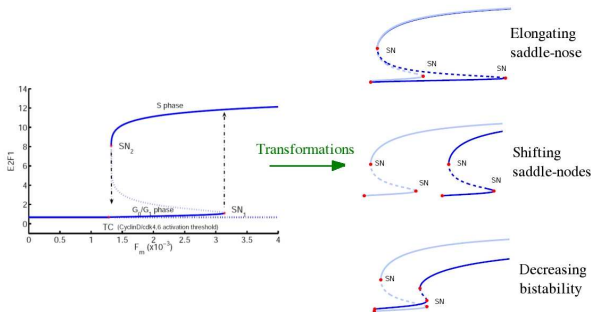 14
12
10
8
6
4
2
0
E2F1
S phase
SN2
G0/G1 phase
SN1
TC (CyclinD/cdk4,6 activation threshold)
0
0.5
1
1.5
2
2.5
3
3.5
4
Fm (x10-3)
Transformations
SN
SN
SN
Elongating
saddle-nose
SN
SN
SN
SN
Shifting
saddle-nodes
SN
SN
Decreasing
bistability